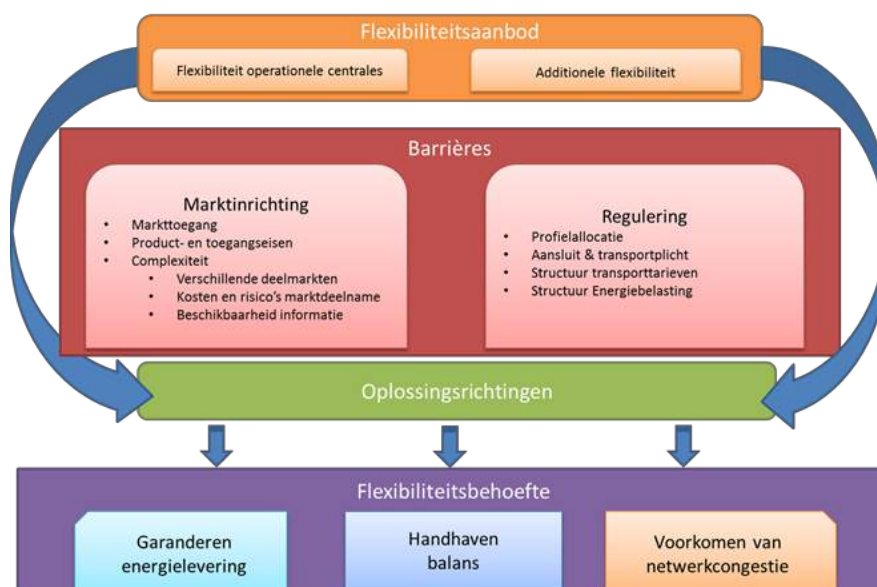 Flexibiliteitsaanbod
Flexibiliteit operationele centrales
Additionele flexibiliteit
Barrières
Marktinrichting
• Markttoegang
• Product- en toegangseisen
• Complexiteit
• Verschillende deelmarkten
• Kosten en risico's marktdeelname
• Beschikbaarheid informatie
Regulering
• Profielallocatie
• Aansluit & transportplicht
• Structuur transporttarieven
• Structuur Energiebelasting
Oplossingsrichtingen
Flexibiliteitsbehoefte
Garanderen
energielevering
Handhaven
balans
Voorkomen van
netwerkcongestie